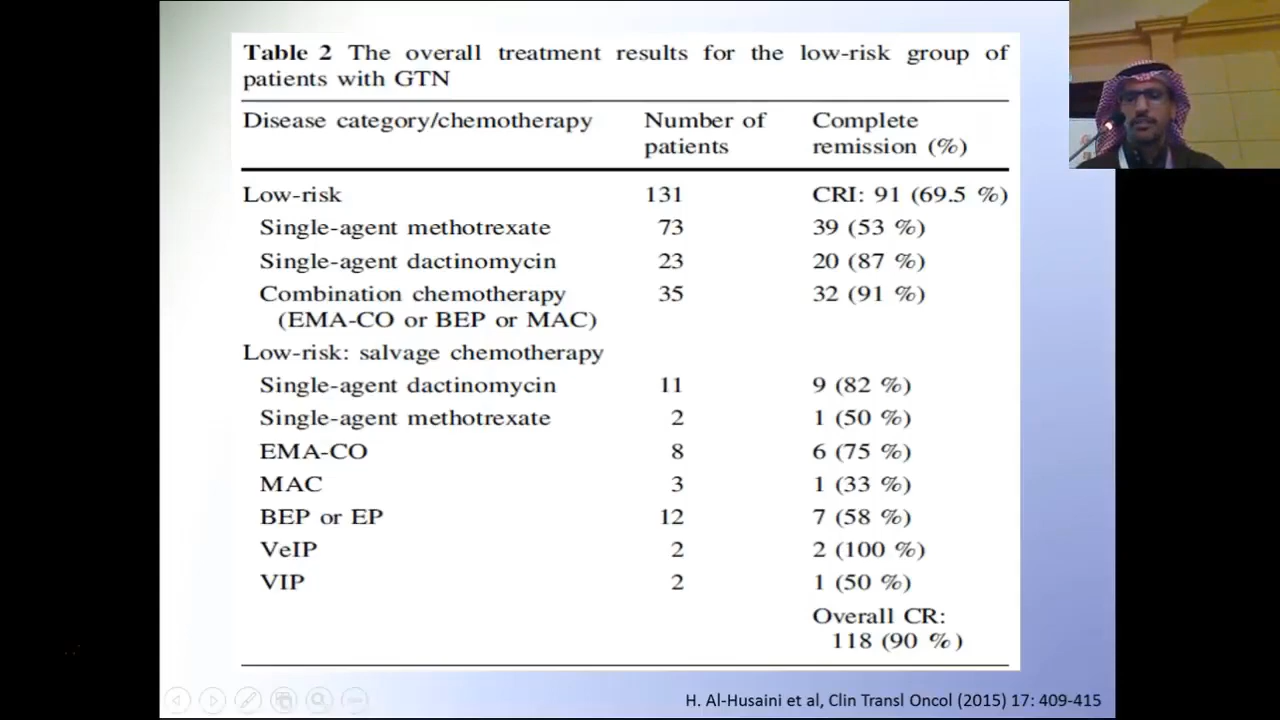 Table 2 The overall treatment results for the low-risk group of
patients with GTN
Disease category/chemotherapy Number of patients Complete remission (%)
Low-risk 131 CRI: 91 (69.5 %)
Single-agent methotrexate 73 39 (53 %)
Single-agent dactinomycin 23 20 (87 %)
Combination chemotherapy 35 32 (91 %)
(EMA-CO or BEP or MAC)
Low-risk: salvage chemotherapy
Single-agent dactinomycin 11 9 (82 %)
Single-agent methotrexate 2 1 (50 %)
EMA-CO 8 6 (75 %)
MAC 3 1 (33 %)
BEP or EP 12 7 (58 %)
VeIP 2 2 (100 %)
VIP 2 1 (50 %)
Overall CR:
118 (90 %)
H. Al-Husaini et al, Clin Transl Oncol (2015) 17: 409-415